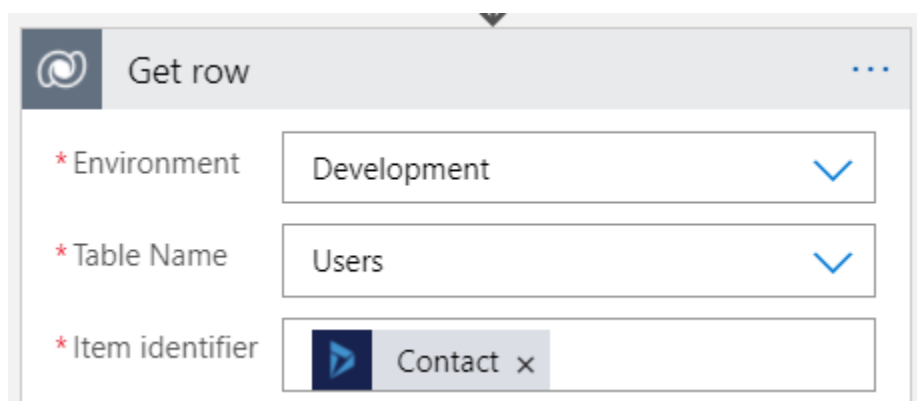 Get row ...
* Environment Development
* Table Name Users
* Item identifier Contact ×